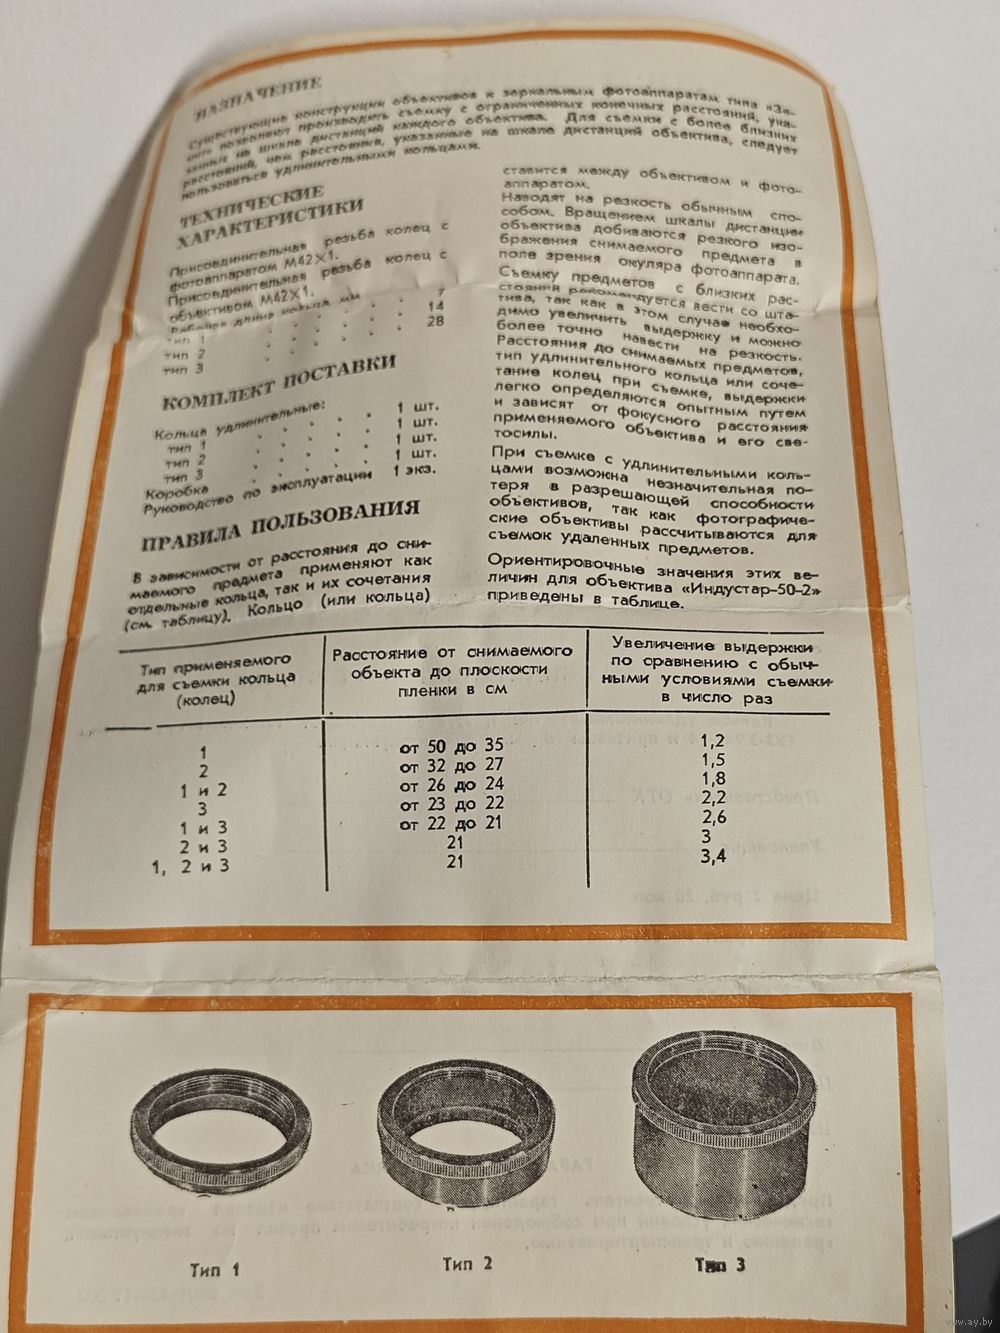 НАЗНАЧЕНИЕ
Существующие конструкции объективов к зеркальным фотоаппаратам типа «Зе-
позволяют производить съемку с ограниченных конечных расстояний, ука-
занных на шкале дистанций каждого объектива. Для съемки с более близких
расстояний, чем расстояния, указанные на шкале дистанций объектива, следует
пользоваться удлинительными кольцами.
ТЕХНИЧЕСКИЕ
ХАРАКТЕРИСТИКИ
Присоединительная резьба колец с
фотоаппаратом М42×1.
Присоединительная резьба колец с
объективом М42×1.
Рабочая длина кольца, мм
тип 1 . . . . . 7
тип 2 . . . . . 14
тип 3 . . . . . 28
КОМПЛЕКТ ПОСТАВКИ
Кольца удлинительные:
тип 1 . . . . 1 шт.
тип 2 . . . . 1 шт.
тип 3 . . . . 1 шт.
Коробка . . . . 1 шт.
Руководство по эксплуатации 1 экз.
ПРАВИЛА ПОЛЬЗОВАНИЯ
В зависимости от расстояния до сни-
маемого предмета применяют как
отдельные кольца, так и их сочетания
(см. таблицу). Кольцо (или кольца)
ставится между объективом и фото-
аппаратом.
Наводят на резкость обычным спо-
собом. Вращением шкалы дистанции
объектива добиваются резкого изо-
бражения снимаемого предмета в
поле зрения окуляра фотоаппарата.
Съемку предметов с близких рас-
стояний рекомендуется вести со шта-
тива, так как в этом случае необхо-
димо увеличить выдержку и можно
более точно навести на резкость.
Расстояния до снимаемых предметов,
тип удлинительного кольца или соче-
тание колец при съемке, выдержки
легко определяются опытным путем
и зависят от фокусного расстояния
применяемого объектива и его све-
тосилы.
При съемке с удлинительными коль-
цами возможна незначительная по-
теря в разрешающей способности
объективов, так как фотографиче-
ские объективы рассчитываются для
съемок удаленных предметов.
Ориентировочные значения этих ве-
личин для объектива «Индустар-50-2»
приведены в таблице.
Тип применяемого
для съемки кольца
(колец)
Расстояние от снимаемого
объекта до плоскости
пленки в см
Увеличение выдержки
по сравнению с обыч-
ными условиями съемки
в число раз
1 от 50 до 35 1,2
2 от 32 до 27 1,5
1 и 2 от 26 до 24 1,8
3 от 23 до 22 2,2
1 и 3 от 22 до 21 2,6
2 и 3 21 3
1, 2 и 3 21 3,4
Тип 1
Тип 2
Тип 3
www.ay.by